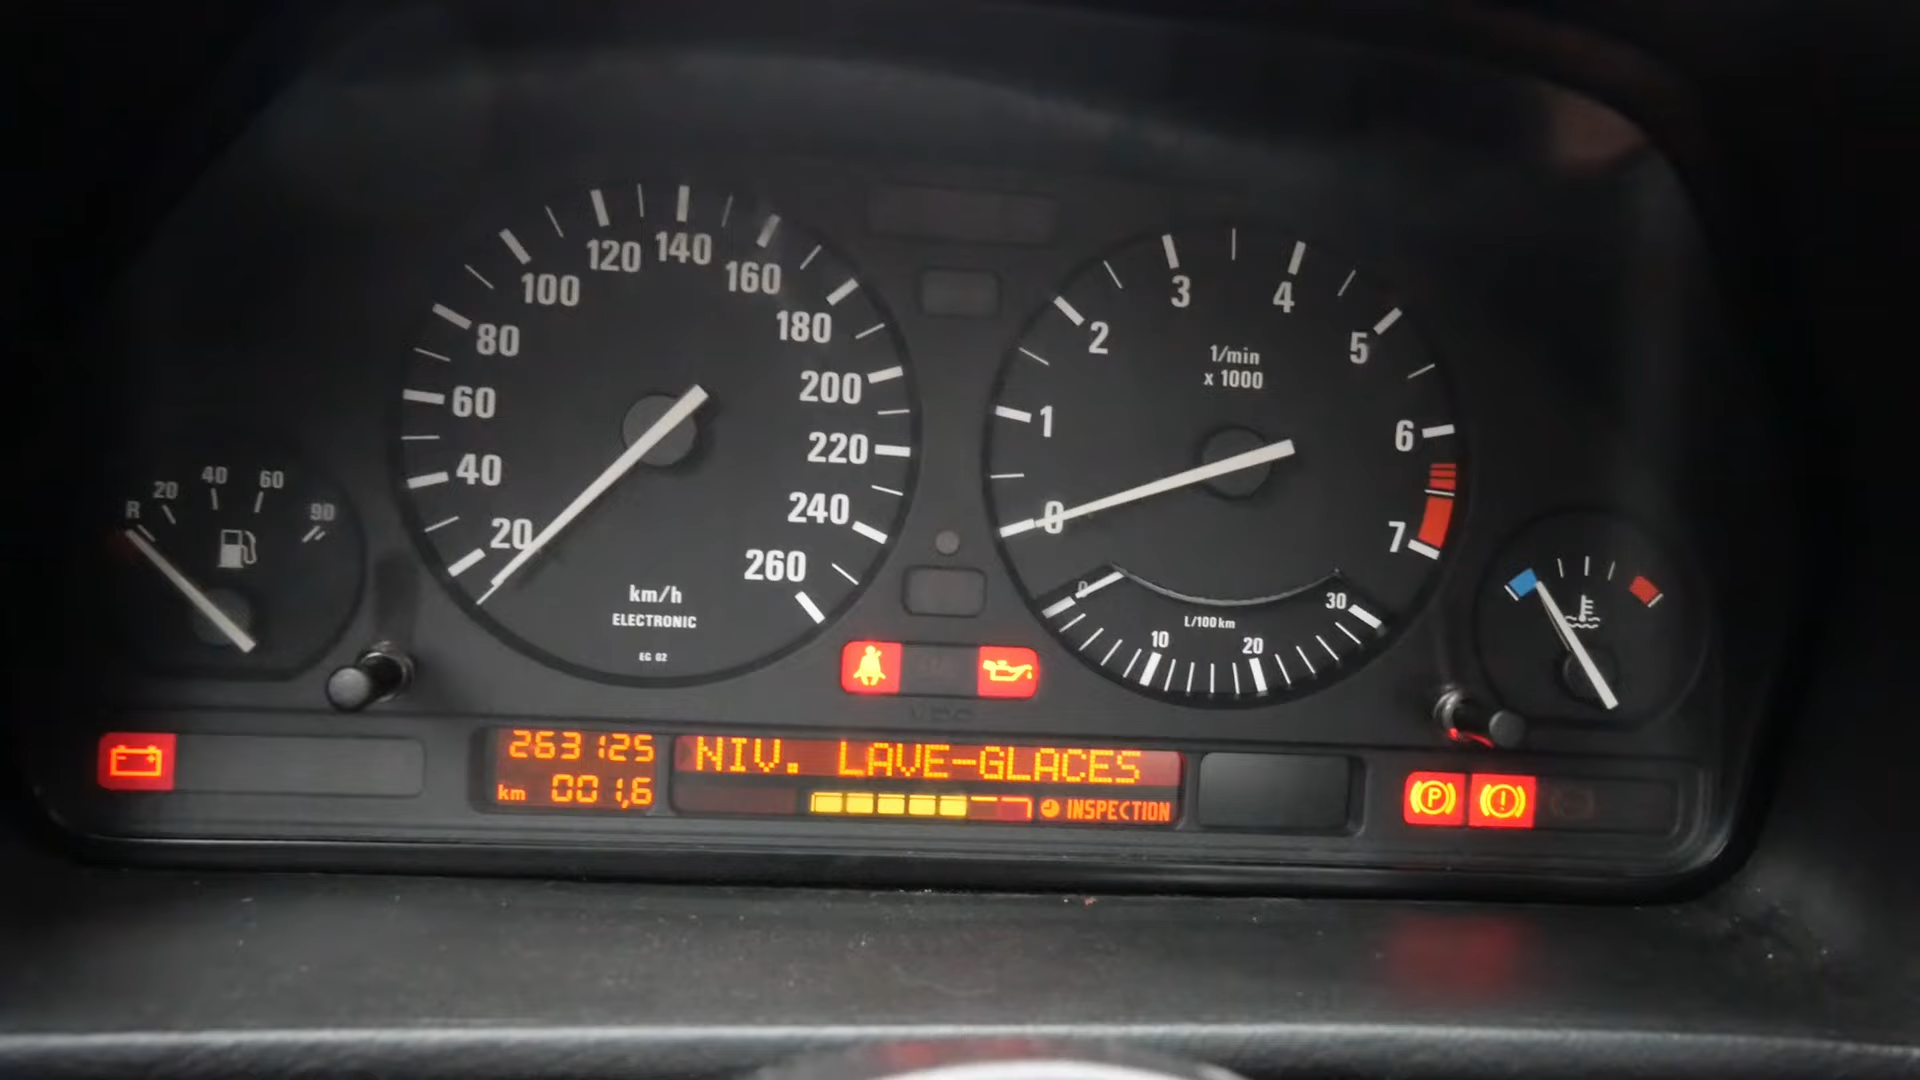 R 20 40 60 90
20 40 60 80 100 120 140 160 180 200 220 240 260
km/h
ELECTRONIC
EG 02
0 1 2 3 4 5 6 7
1/min
x 1000
0 10 20 30
L/100km
263125
km 001,6
NIV. LAVE-GLACES
INSPECTION
P
!